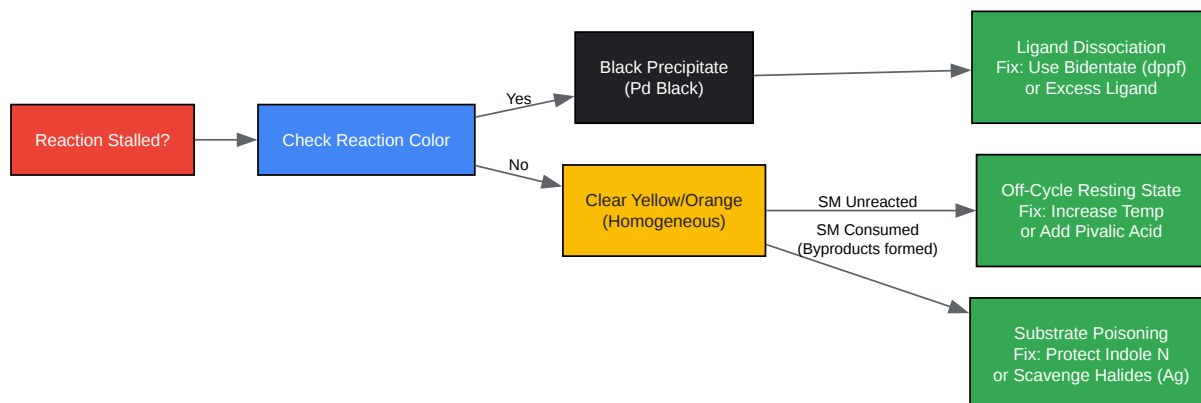 Reaction Stalled?
Check Reaction Color
Yes
No
Black Precipitate
(Pd Black)
Clear Yellow/Orange
(Homogeneous)
SM Unreacted
SM Consumed
(Byproducts formed)
Ligand Dissociation
Fix: Use Bidentate (dppf)
or Excess Ligand
Off-Cycle Resting State
Fix: Increase Temp
or Add Pivalic Acid
Substrate Poisoning
Fix: Protect Indole N
or Scavenge Halides (Ag)